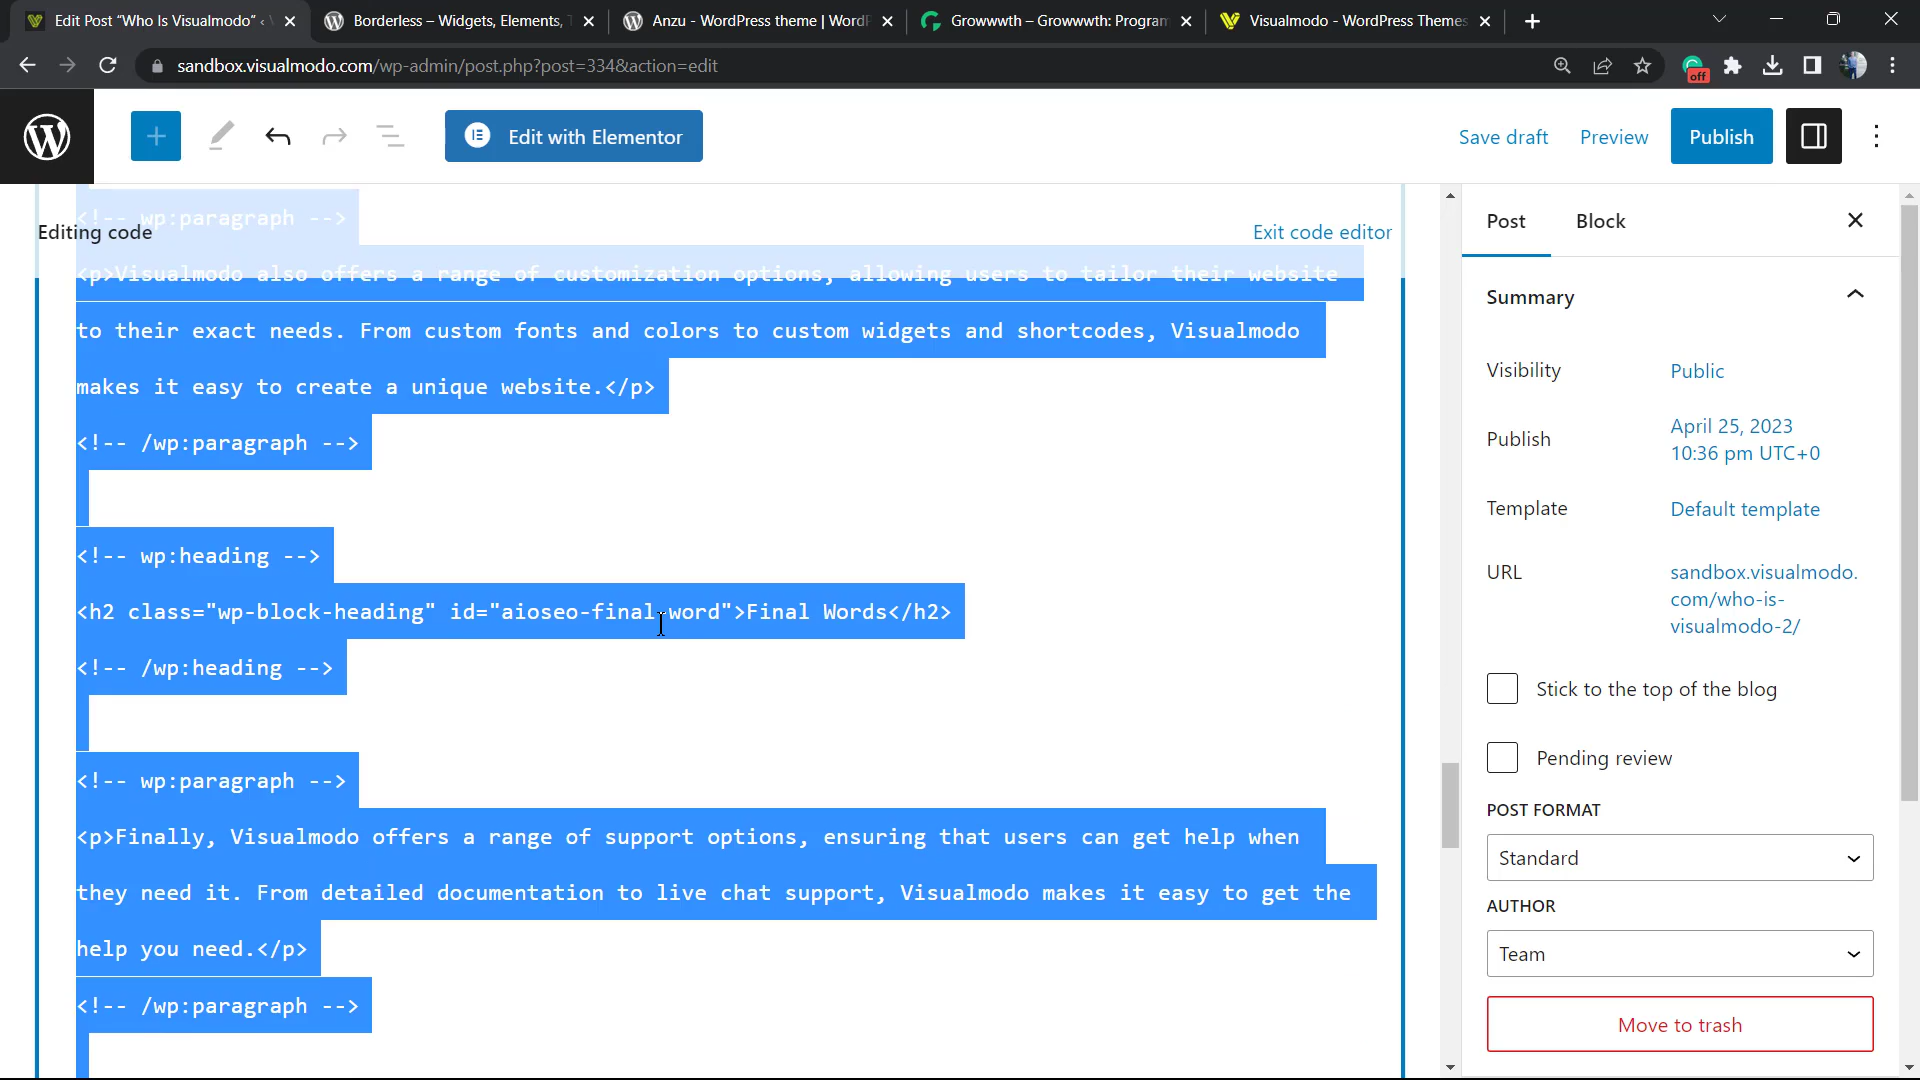 Edit Post "Who Is Visualmodo" ‹
Borderless – Widgets, Elements,
Anzu - WordPress theme | WordP
Growwwth – Growwwth: Program
Visualmodo - WordPress Themes
sandbox.visualmodo.com/wp-admin/post.php?post=334&action=edit
off
Edit with Elementor
Save draft
Preview
Publish
Editing code
Exit code editor
<!-- wp:paragraph -->
<p>Visualmodo also offers a range of customization options, allowing users to tailor their website
to their exact needs. From custom fonts and colors to custom widgets and shortcodes, Visualmodo
makes it easy to create a unique website.</p>
<!-- /wp:paragraph -->
<!-- wp:heading -->
<h2 class="wp-block-heading" id="aioseo-final-word">Final Words</h2>
<!-- /wp:heading -->
<!-- wp:paragraph -->
<p>Finally, Visualmodo offers a range of support options, ensuring that users can get help when
they need it. From detailed documentation to live chat support, Visualmodo makes it easy to get the
help you need.</p>
<!-- /wp:paragraph -->
Post
Block
Summary
Visibility
Public
Publish
April 25, 2023
10:36 pm UTC+0
Template
Default template
URL
sandbox.visualmodo.
com/who-is-
visualmodo-2/
Stick to the top of the blog
Pending review
POST FORMAT
Standard
AUTHOR
Team
Move to trash